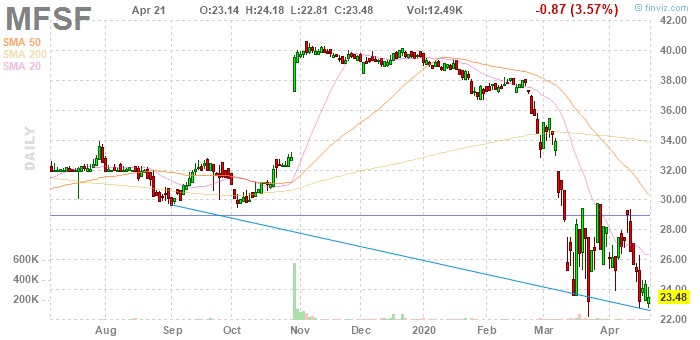 MFSF Apr 21 O:23.14 H:24.18 L:22.81 C:23.48 Vol:12.49K -0.87 (3.57%) © finviz.com
SMA 50
SMA 200
SMA 20
DAILY
42.00
40.00
38.00
36.00
34.00
32.00
30.00
28.00
26.00
24.00
23.48
22.00
600K
400K
200K
Aug Sep Oct Nov Dec 2020 Feb Mar Apr